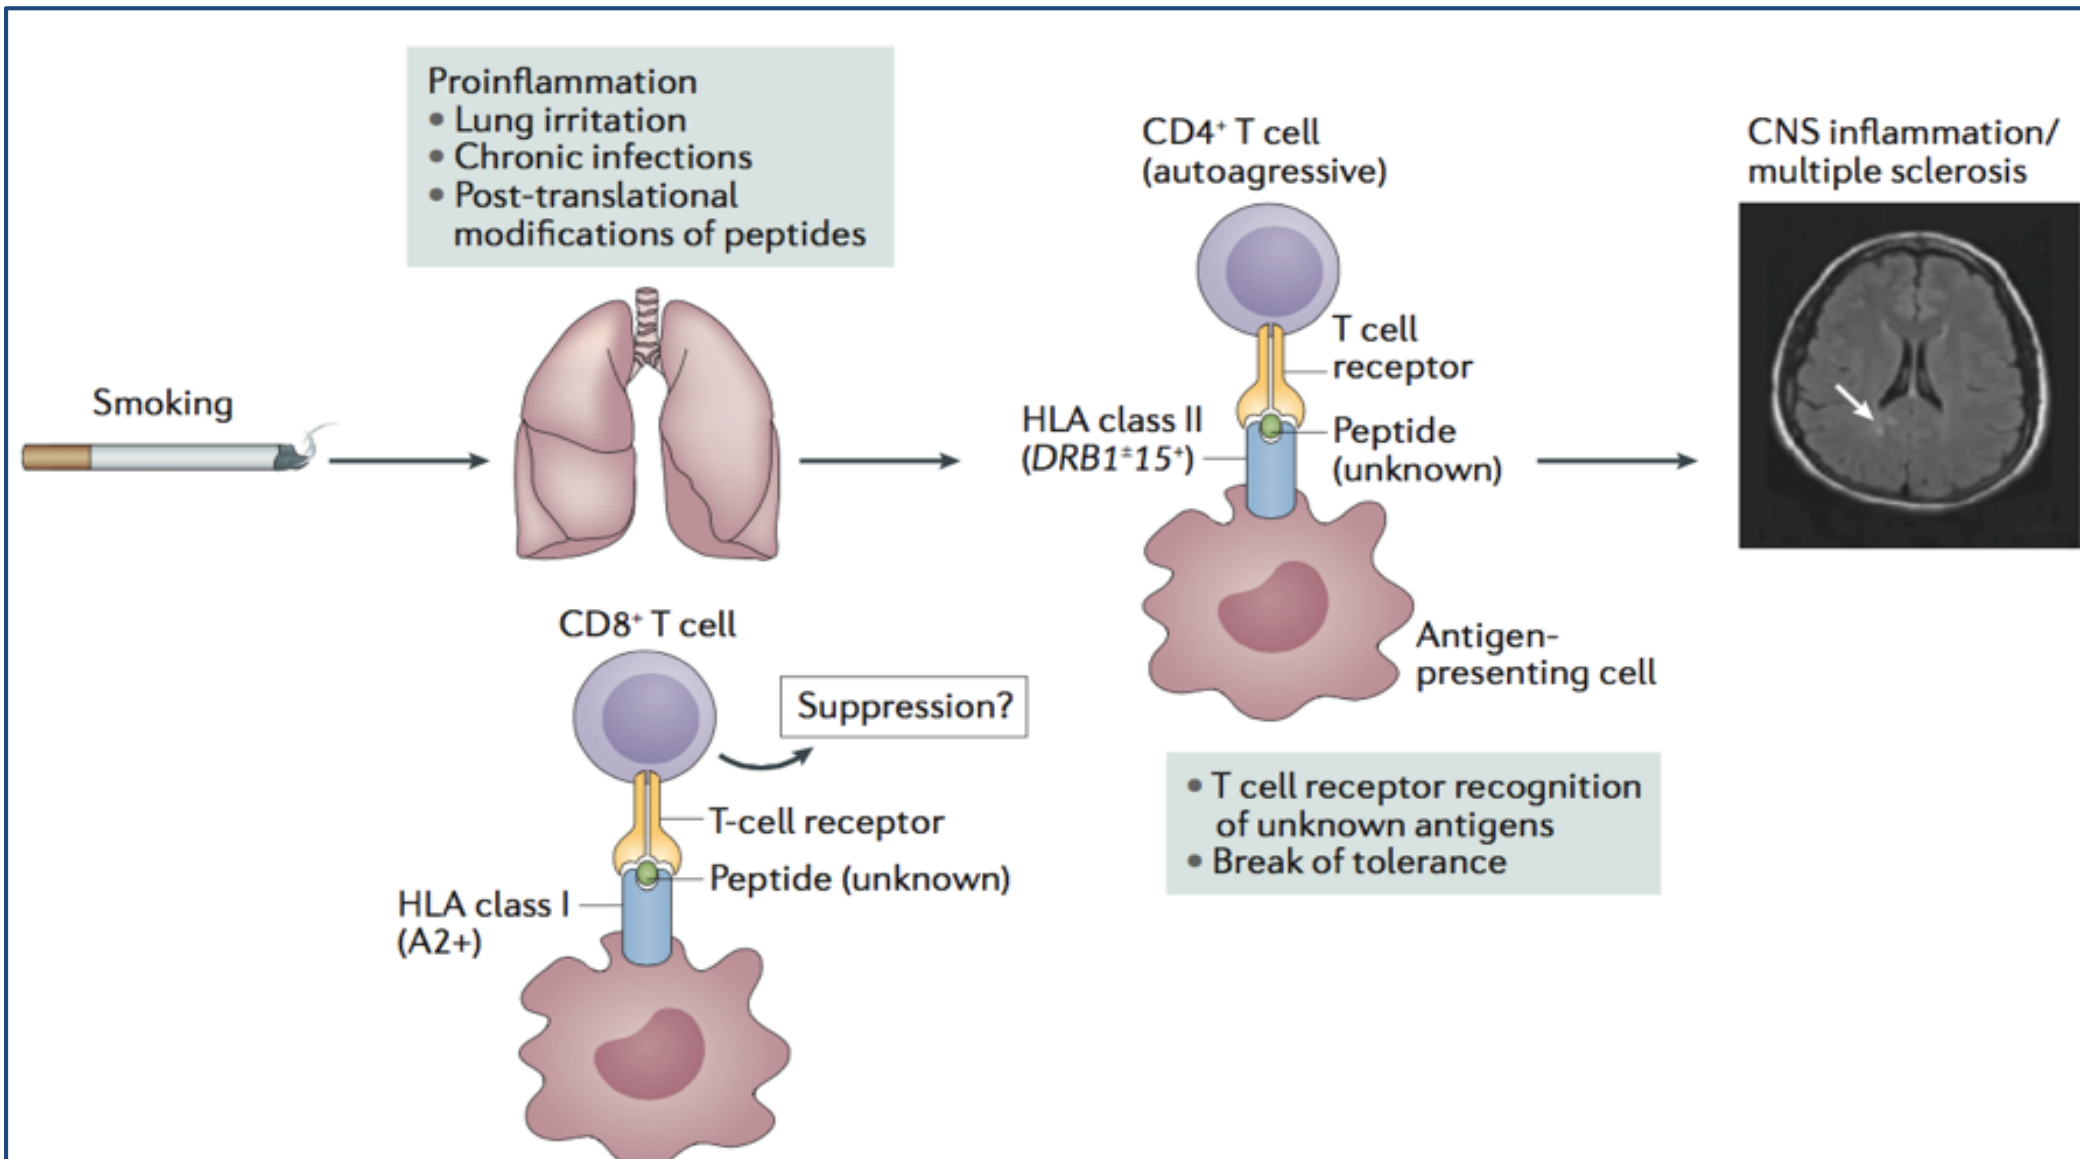 Proinflammation
• Lung irritation
• Chronic infections
• Post-translational
modifications of peptides
Smoking
CD4⁺ T cell
(autoagressive)
T cell
receptor
HLA class II
(DRB1*15⁺)
Peptide
(unknown)
Antigen-
presenting cell
• T cell receptor recognition
of unknown antigens
• Break of tolerance
CNS inflammation/
multiple sclerosis
CD8⁺ T cell
Suppression?
T-cell receptor
Peptide (unknown)
HLA class I
(A2+)